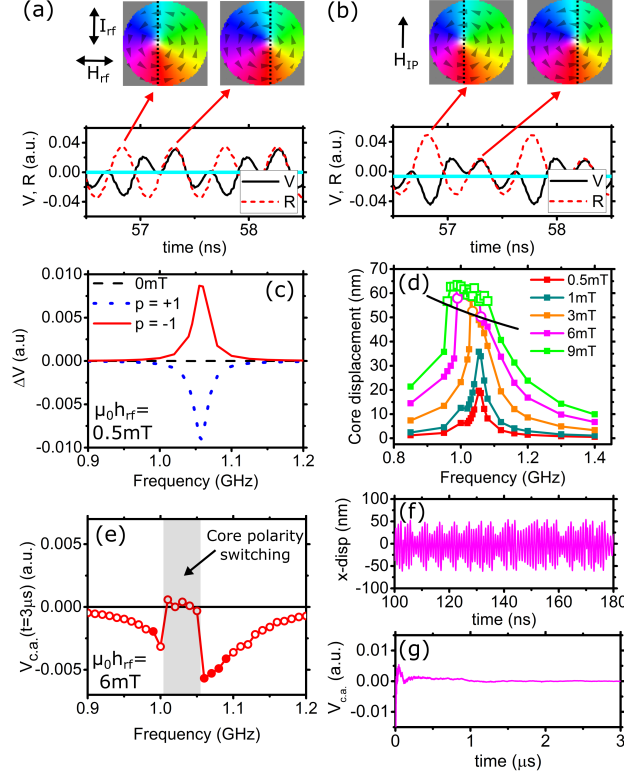 (a)
I_rf
H_rf
(b)
H_IP
V, R (a.u.)
0.04
0.00
-0.04
V
R
57
58
time (ns)
V, R (a.u.)
0.04
0.00
-0.04
V
R
57
58
time (ns)
ΔV (a.u)
0.010
0.005
0.000
-0.005
-0.010
0mT
p = +1
p = -1
(c)
μ₀h_rf=
0.5mT
0.9
1.0
1.1
1.2
Frequency (GHz)
Core displacement (nm)
70
60
50
40
30
20
10
0
(d)
0.5mT
1mT
3mT
6mT
9mT
0.8
1.0
1.2
1.4
Frequency (GHz)
V_c.a.(t=3μs) (a.u.)
0.005
0.000
-0.005
(e)
Core polarity
switching
μ₀h_rf=
6mT
0.9
1.0
1.1
1.2
Frequency (GHz)
x-disp (nm)
100
50
0
-50
-100
(f)
100
120
140
160
180
time (ns)
V_c.a. (a.u.)
0.01
0.00
-0.01
(g)
0
1
2
3
time (μs)